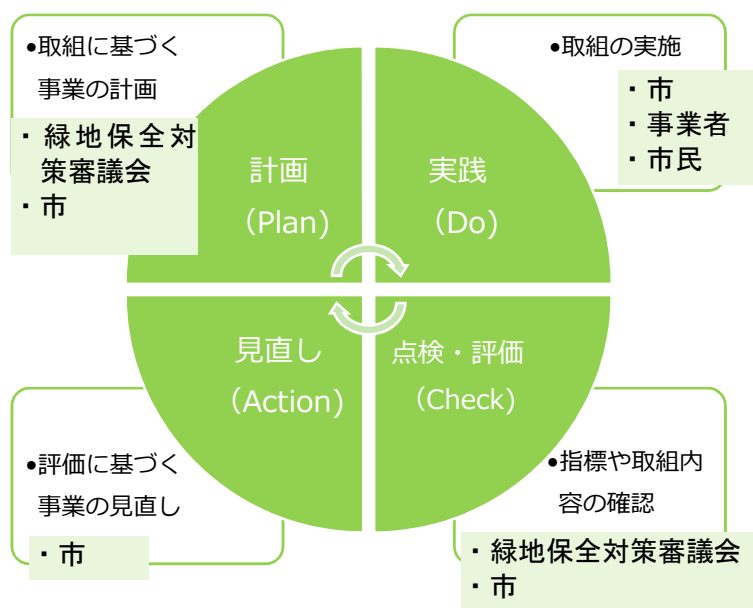 •取組に基づく
事業の計画
・緑地保全対
策審議会
・市
計画
（Plan)
•取組の実施
・市
・事業者
・市民
実践
（Do）
見直し
（Action)
•評価に基づく
事業の見直し
・市
点検・評価
（Check）
•指標や取組内
容の確認
・緑地保全対策審議会
・市